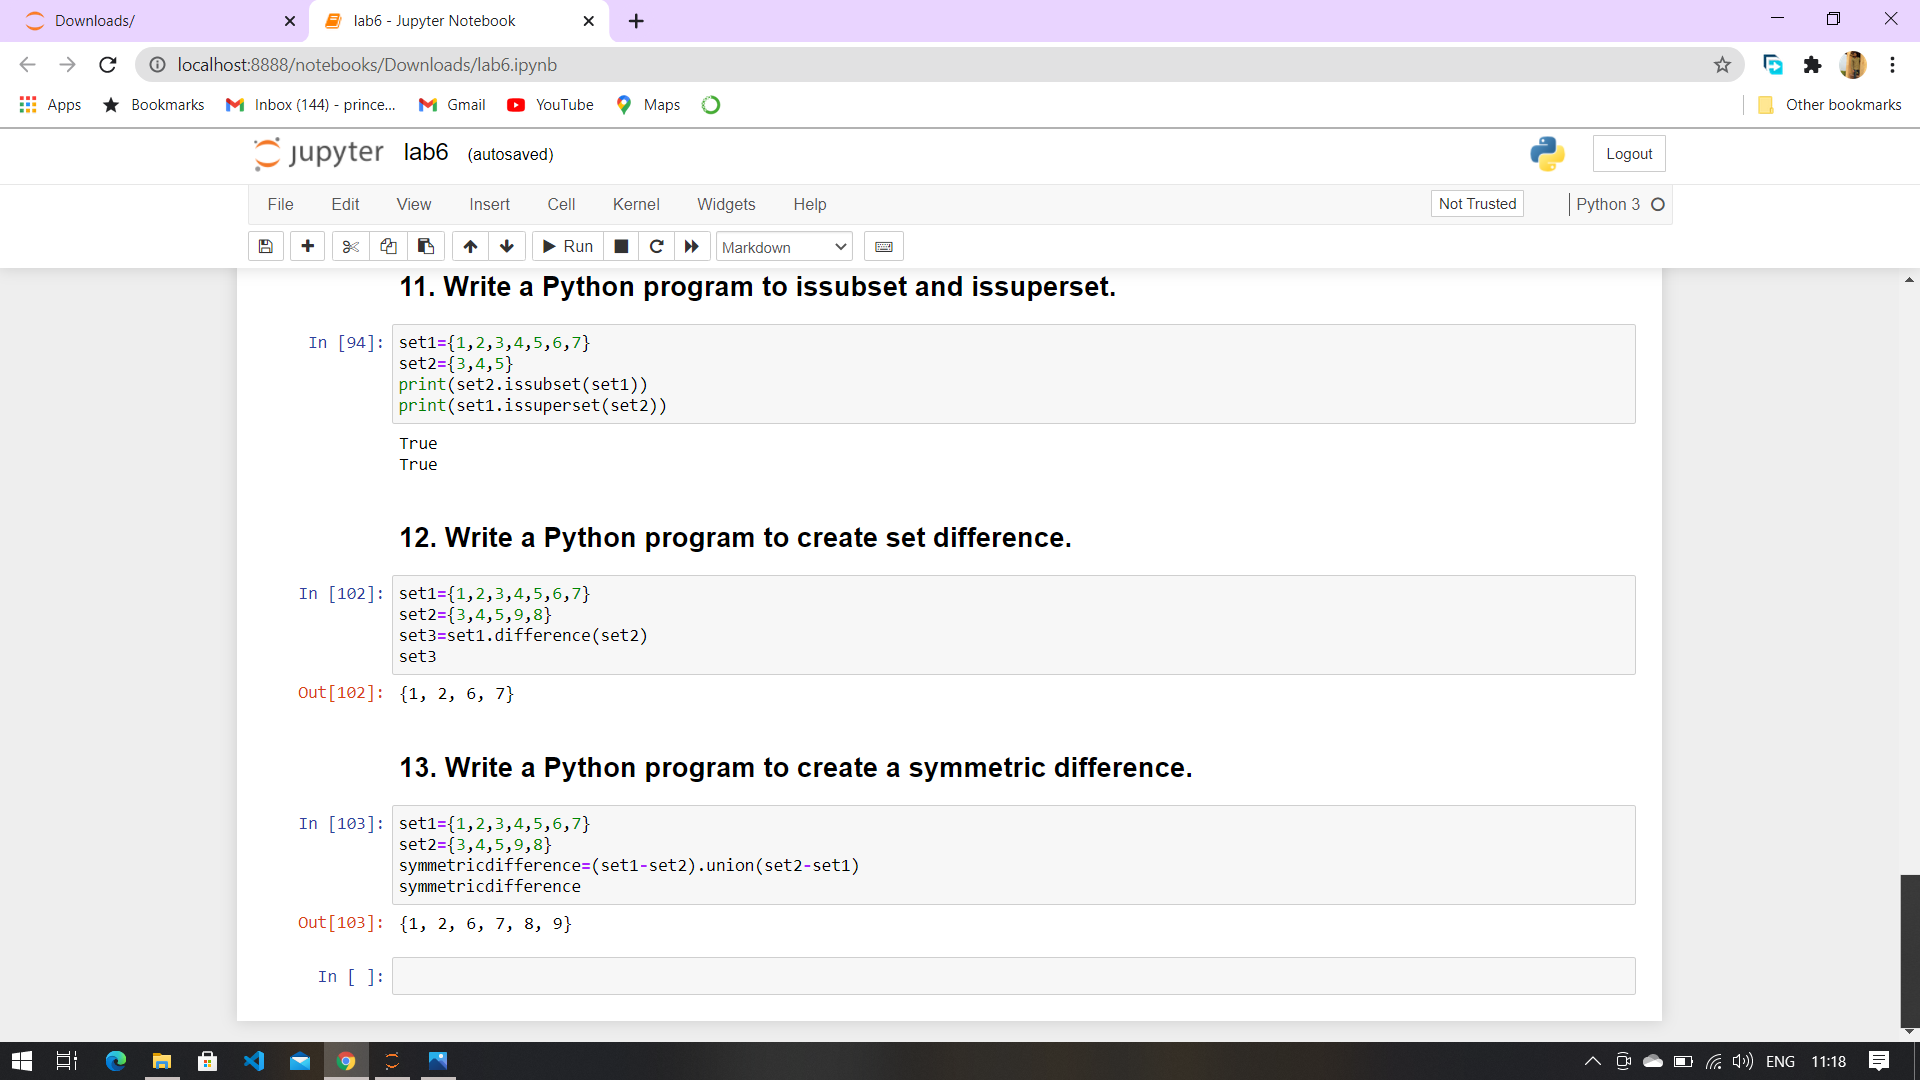 Downloads/
lab6 - Jupyter Notebook
localhost:8888/notebooks/Downloads/lab6.ipynb
Apps
Bookmarks
Inbox (144) - prince...
Gmail
YouTube
Maps
Other bookmarks
jupyter
lab6
(autosaved)
Logout
File
Edit
View
Insert
Cell
Kernel
Widgets
Help
Not Trusted
Python 3
Run
Markdown
11. Write a Python program to issubset and issuperset.
In [94]:
set1={1,2,3,4,5,6,7}
set2={3,4,5}
print(set2.issubset(set1))
print(set1.issuperset(set2))
True
True
12. Write a Python program to create set difference.
In [102]:
set1={1,2,3,4,5,6,7}
set2={3,4,5,9,8}
set3=set1.difference(set2)
set3
Out[102]:
{1, 2, 6, 7}
13. Write a Python program to create a symmetric difference.
In [103]:
set1={1,2,3,4,5,6,7}
set2={3,4,5,9,8}
symmetricdifference=(set1-set2).union(set2-set1)
symmetricdifference
Out[103]:
{1, 2, 6, 7, 8, 9}
In [ ]:
ENG
11:18